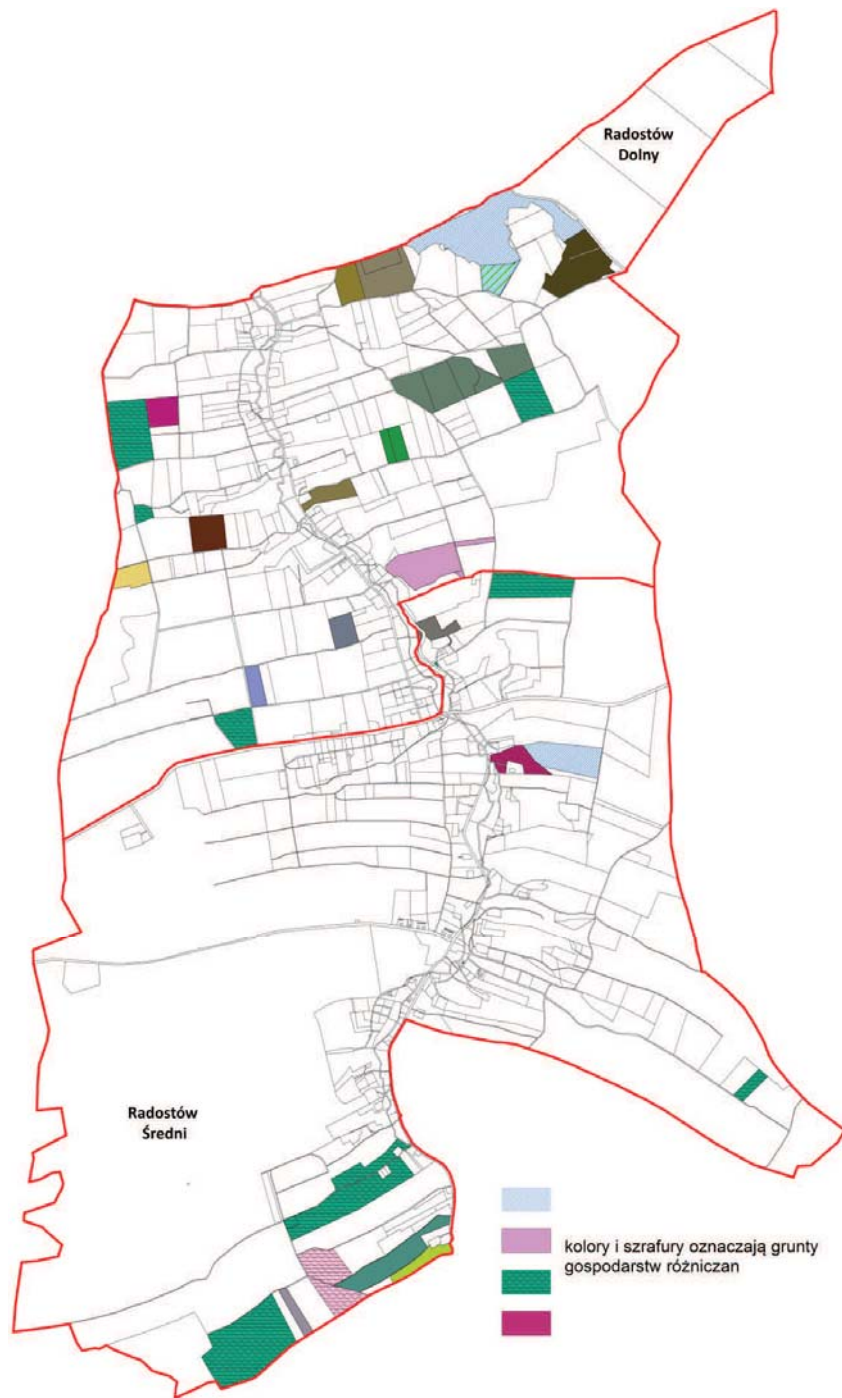 Radostów
Dolny
Radostów
Średni
kolory i szrafury oznaczają grunty
gospodarstw różniczan